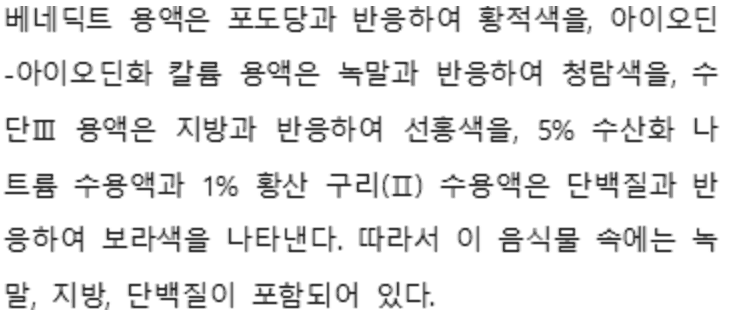 베네딕트 용액은 포도당과 반응하여 황적색을, 아이오딘
-아이오딘화 칼륨 용액은 녹말과 반응하여 청람색을, 수
단Ⅲ 용액은 지방과 반응하여 선홍색을, 5% 수산화 나
트륨 수용액과 1% 황산 구리(Ⅱ) 수용액은 단백질과 반
응하여 보라색을 나타낸다. 따라서 이 음식물 속에는 녹
말, 지방, 단백질이 포함되어 있다.